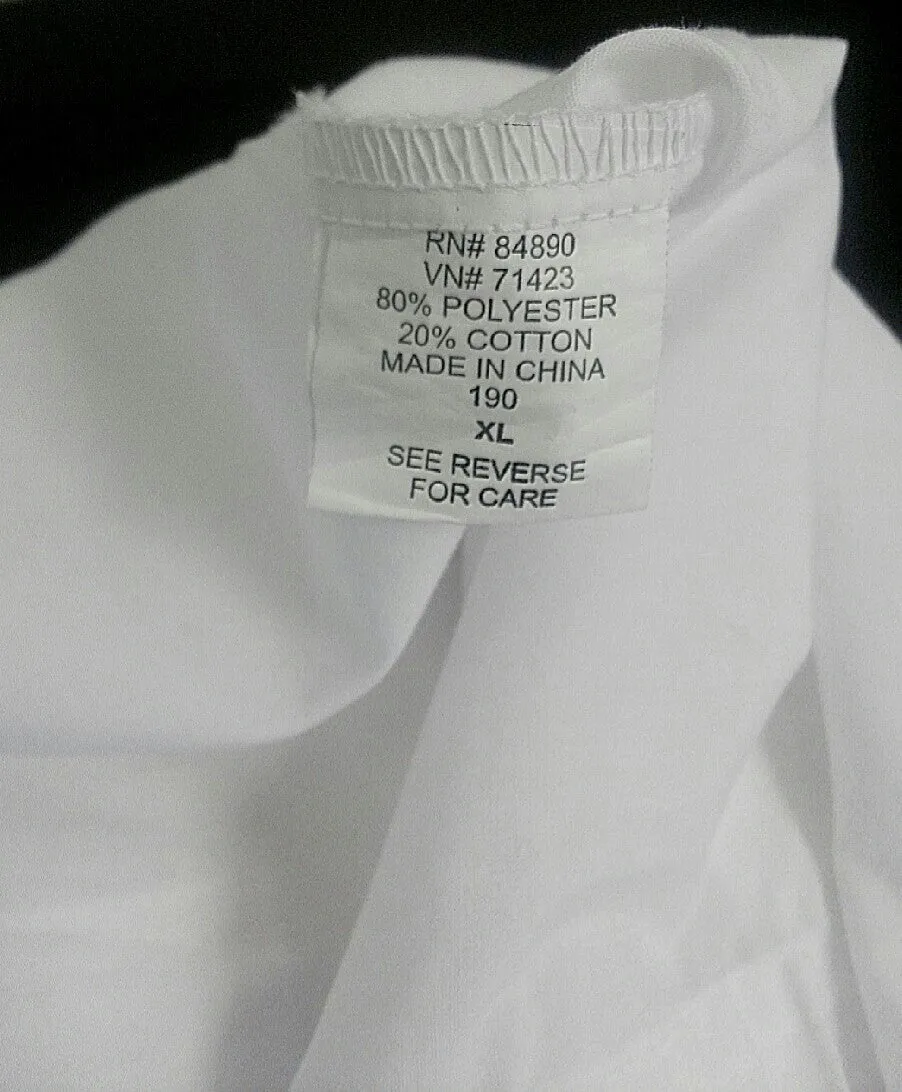 RN# 84890
VN# 71423
80% POLYESTER
20% COTTON
MADE IN CHINA
190
XL
SEE REVERSE
FOR CARE